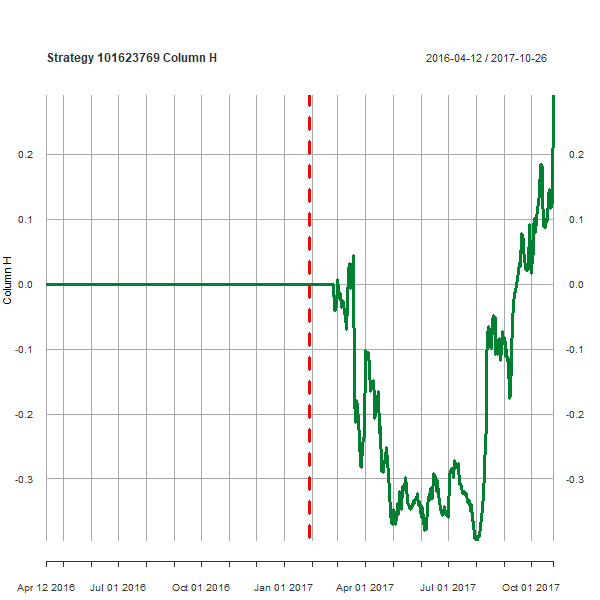 Strategy 101623769 Column H 2016-04-12 / 2017-10-26
0.2 0.2
0.1 0.1
0.0 0.0
Column H
-0.1 -0.1
-0.2 -0.2
-0.3 -0.3
Apr 12 2016 Jul 01 2016 Oct 01 2016 Jan 01 2017 Apr 01 2017 Jul 01 2017 Oct 01 2017